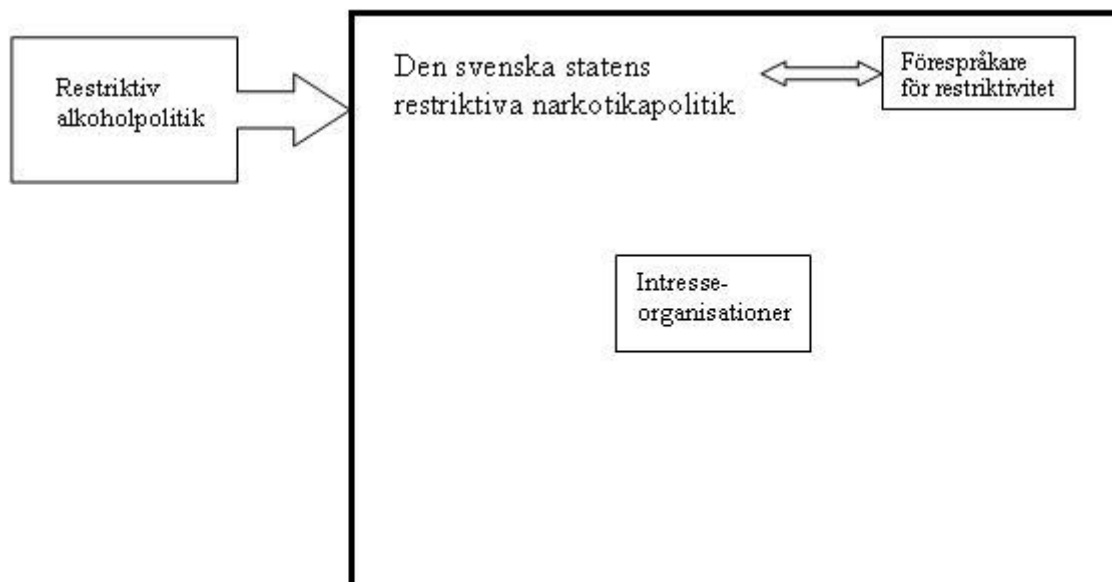 Restriktiv
alkoholpolitik
Den svenska statens
restriktiva narkotikapolitik
Förespråkare
för restriktivitet
Intresse-
organisationer